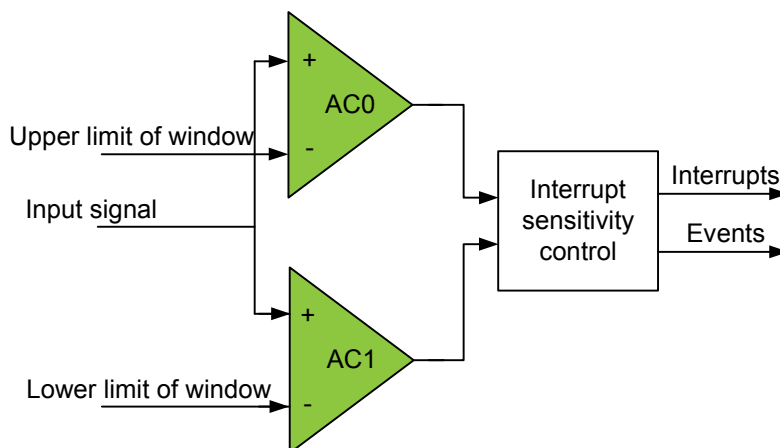 +
AC0
-
Upper limit of window
Input signal
Interrupt
sensitivity
control
Interrupts
Events
+
AC1
-
Lower limit of window